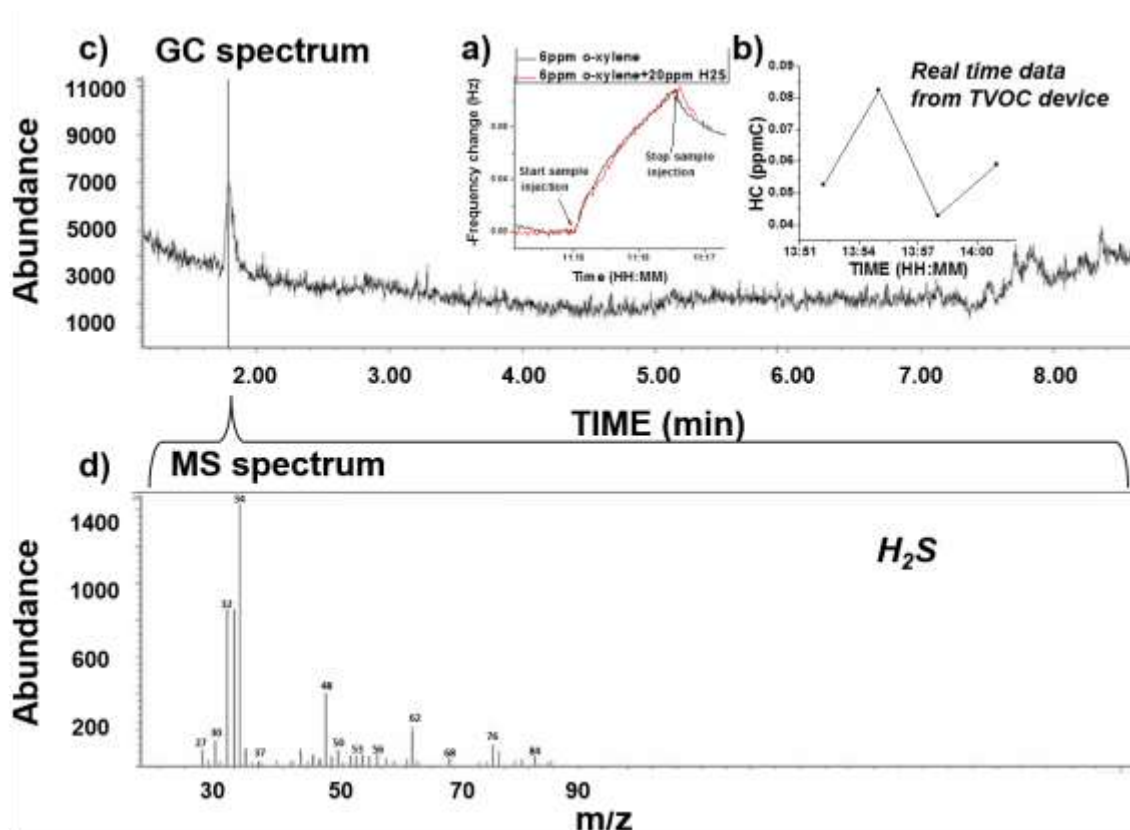 c) GC spectrum
11000
9000
7000
5000
3000
1000
Abundance
2.00 3.00 4.00 5.00 6.00 7.00 8.00
TIME (min)
a)
6ppm o-xylene
6ppm o-xylene+20ppm H2S
-Frequency change (Hz)
0.00
Start sample
injection
Stop sample
injection
11:17
Time (HH:MM)
b)
Real time data
from TVOC device
HC (ppmC)
0.09
0.08
0.07
0.06
0.05
0.04
13:51 13:54 13:57 14:00
TIME (HH:MM)
d) MS spectrum
H2S
Abundance
1400
1000
600
200
27 30 32 34 37 48 50 53 62 68 76 84
30 50 70 90
m/z